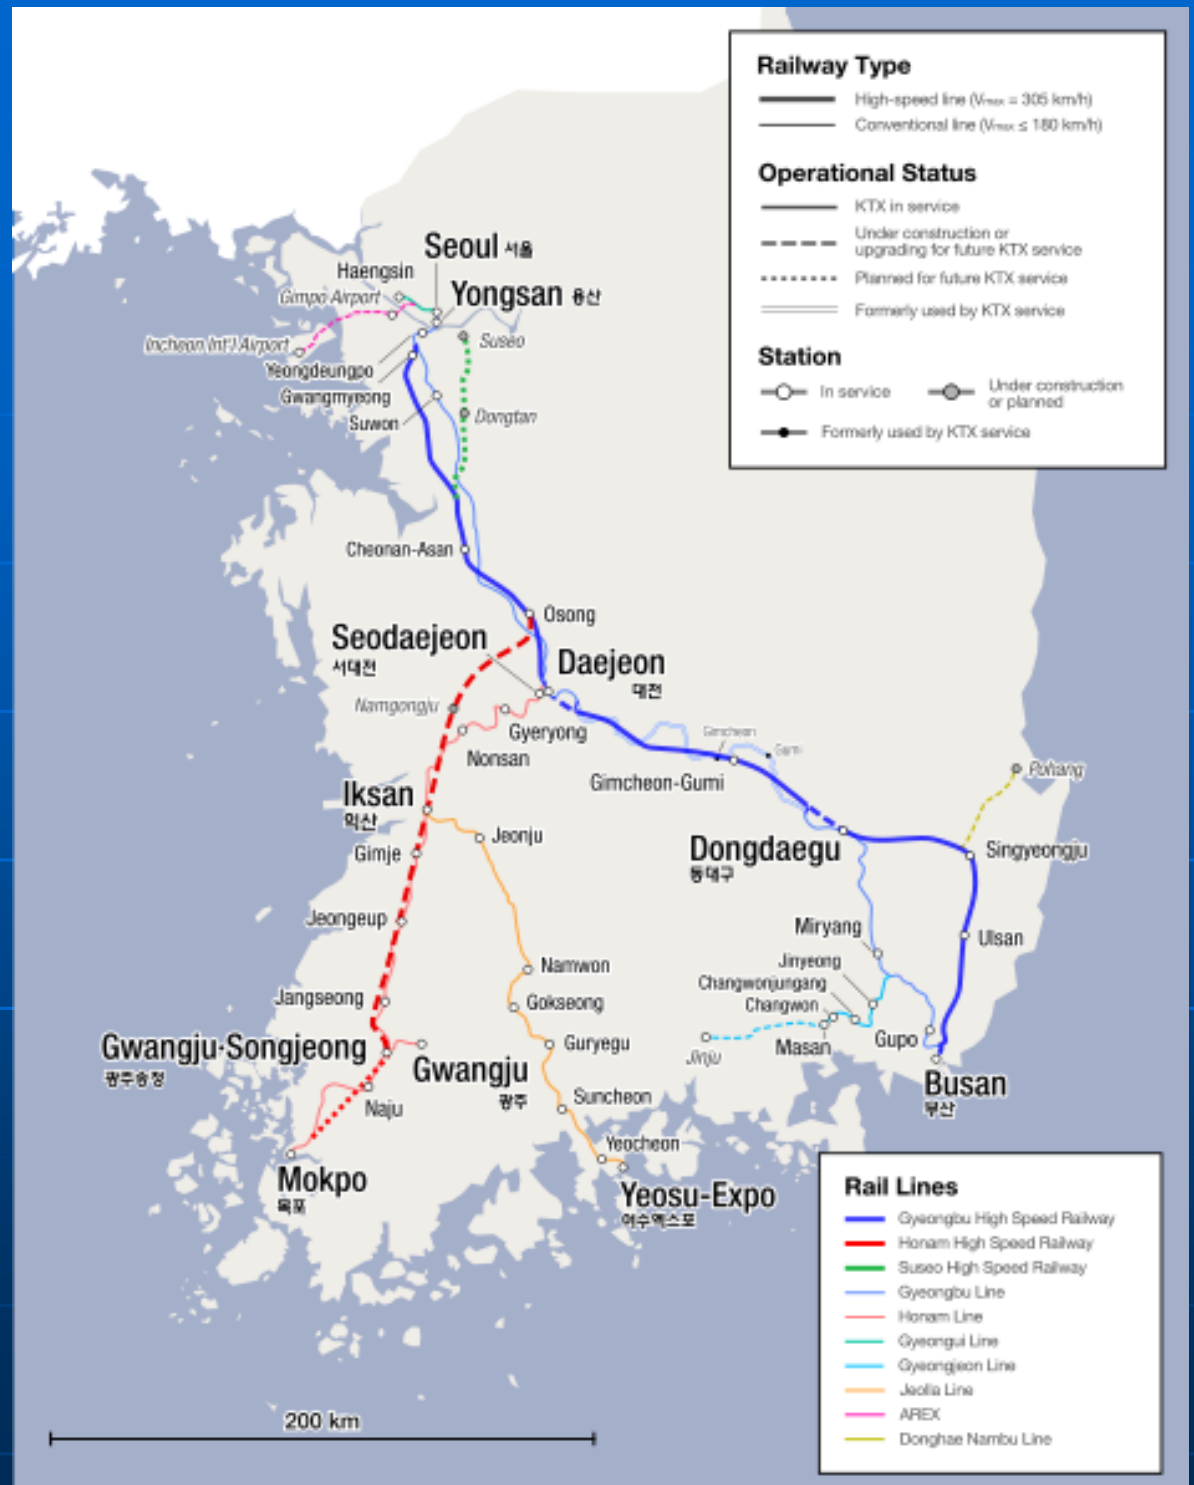 Railway Type
High-speed line (Vmax = 305 km/h)
Conventional line (Vmax ≤ 180 km/h)
Operational Status
KTX in service
Under construction or
upgrading for future KTX service
Planned for future KTX service
Formerly used by KTX service
Station
In service
Under construction
or planned
Formerly used by KTX service
Seoul 서울
Haengsin
Gimpo Airport
Yongsan 용산
Incheon Int'l Airport
Suseo
Yeongdeungpo
Gwangmyeong
Suwon
Dongtan
Cheonan-Asan
Osong
Seodaejeon
서대전
Daejeon
대전
Namgongju
Gyeryong
Nonsan
Gimcheon
Gumi
Gimcheon-Gumi
Pohang
Iksan
익산
Jeonju
Gimje
Dongdaegu
동대구
Singyeongju
Jeongeup
Miryang
Ulsan
Jinyeong
Namwon
Changwonjungang
Jangseong
Gokseong
Changwon
Gwangju·Songjeong
광주송정
Guryegu
Jinju
Masan
Gupo
Gwangju
광주
Busan
부산
Naju
Suncheon
Yeocheon
Mokpo
목포
Yeosu-Expo
여수엑스포
Rail Lines
Gyeongbu High Speed Railway
Honam High Speed Railway
Suseo High Speed Railway
Gyeongbu Line
Honam Line
Gyeongui Line
Gyeongjeon Line
Jeolla Line
AREX
Donghae Nambu Line
200 km